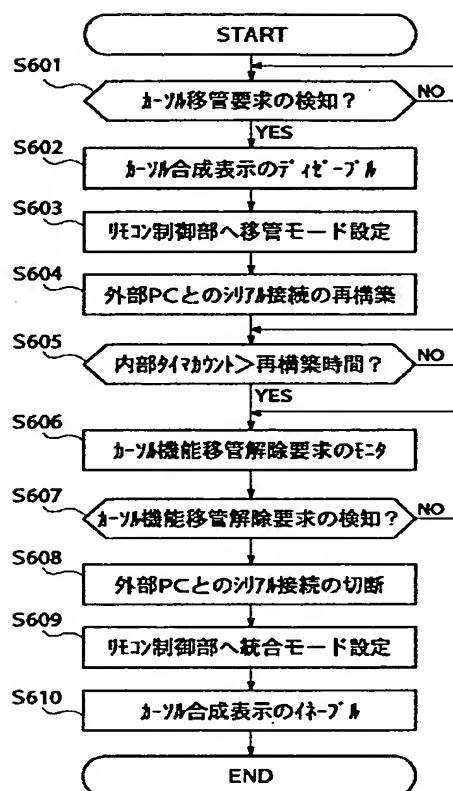 START
S601
カーソル移管要求の検知?
NO
YES
S602
カーソル合成表示のディゼーブル
S603
リモコン制御部へ移管モード設定
S604
外部PCとのシリアル接続の再構築
S605
内部タイマカウント>再構築時間?
NO
YES
S606
カーソル機能移管解除要求のモニタ
S607
カーソル機能移管解除要求の検知?
NO
YES
S608
外部PCとのシリアル接続の切断
S609
リモコン制御部へ統合モード設定
S610
カーソル合成表示のイネーブル
END